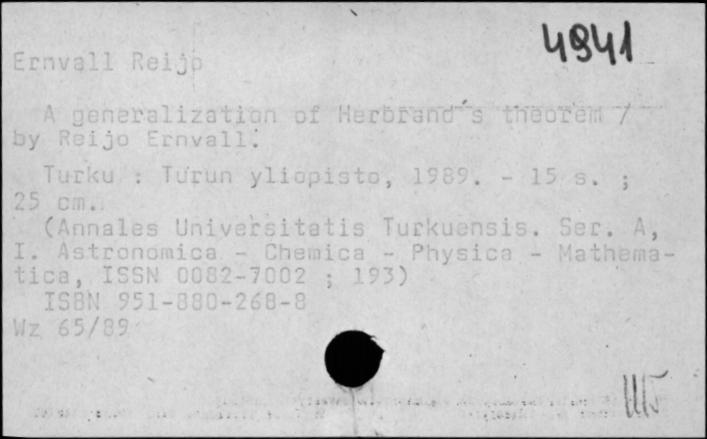 4941
Ernvall Reijo
A generalization of Herbrand's theorem /
by Reijo Ernvall.
Turku : Turun yliopisto, 1989. - 15 s. ;
25 cm.
(Annales Universitatis Turkuensis. Ser. A,
I. Astronomica - Chemica - Physica - Mathema-
tica, ISSN 0082-7002 ; 193)
ISBN 951-880-268-8
Wz 65/89